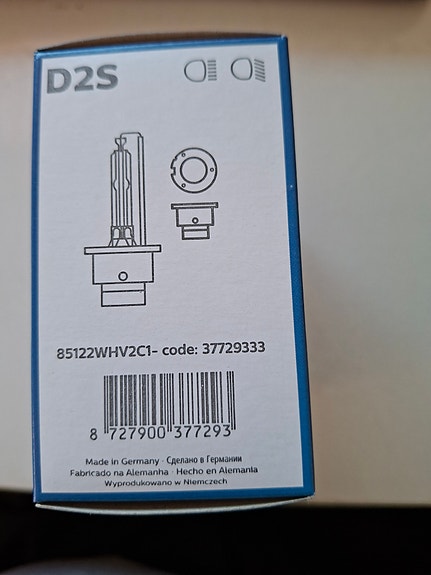 D2S
85122WHV2C1- code: 37729333
8 727900 377293
Made in Germany · Сделано в Германии
Fabricado na Alemanha · Hecho en Alemania
Wyprodukowano w Niemczech